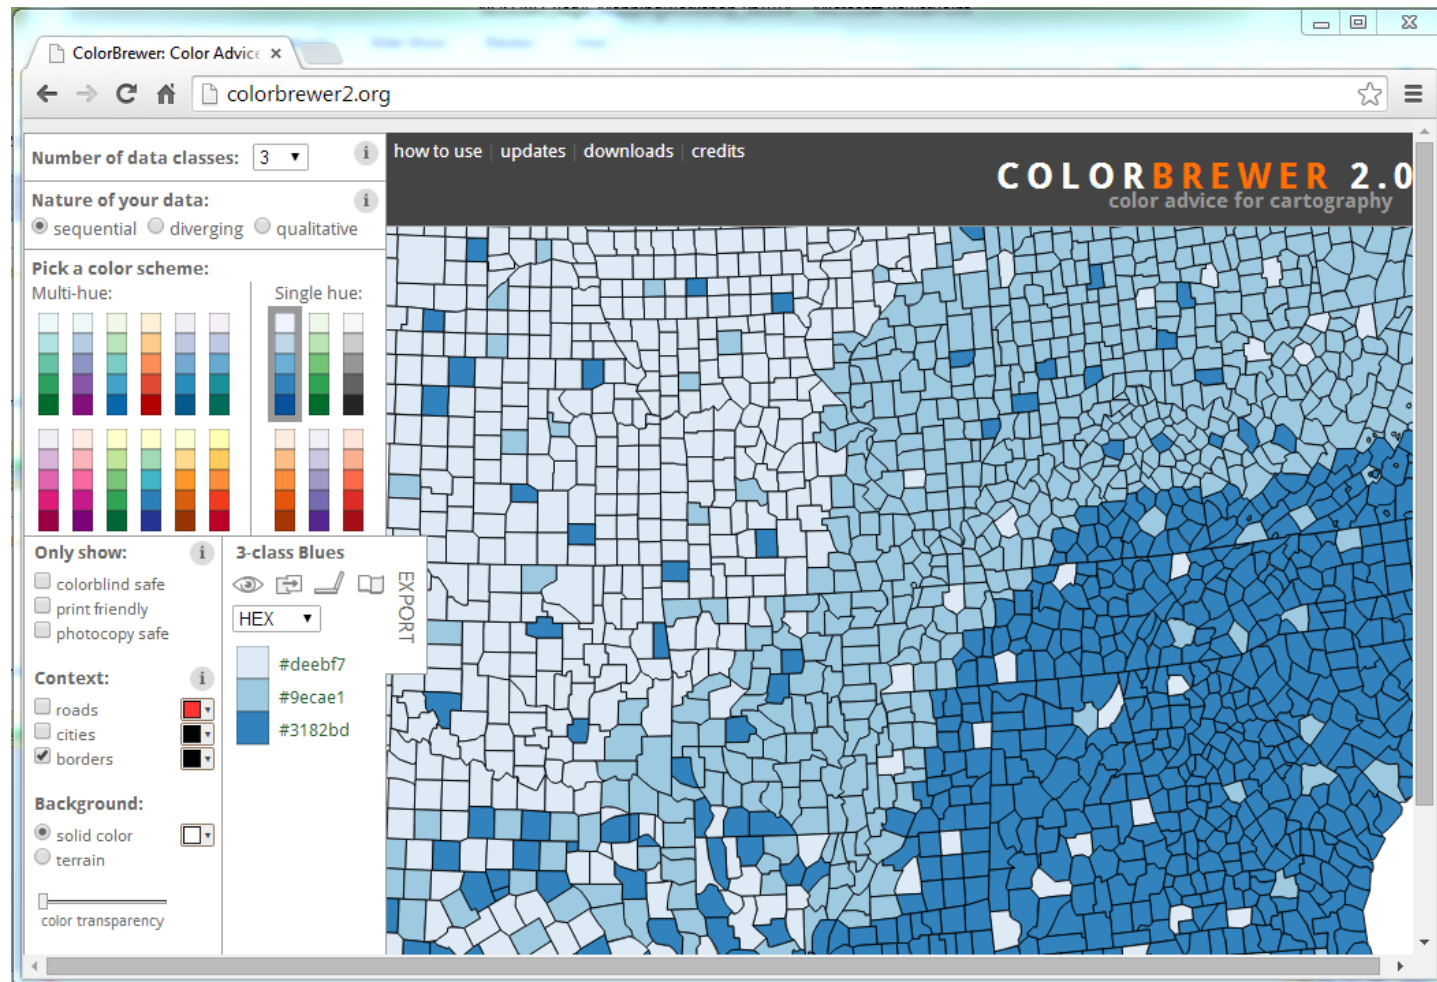 ColorBrewer: Color Advice
colorbrewer2.org
Number of data classes: 3
how to use | updates | downloads | credits
COLORBREWER 2.0
color advice for cartography
Nature of your data:
sequential diverging qualitative
Pick a color scheme:
Multi-hue: Single hue:
Only show:
colorblind safe
print friendly
photocopy safe
Context:
roads
cities
borders
Background:
solid color
terrain
color transparency
3-class Blues
EXPORT
HEX
#deebf7
#9ecae1
#3182bd